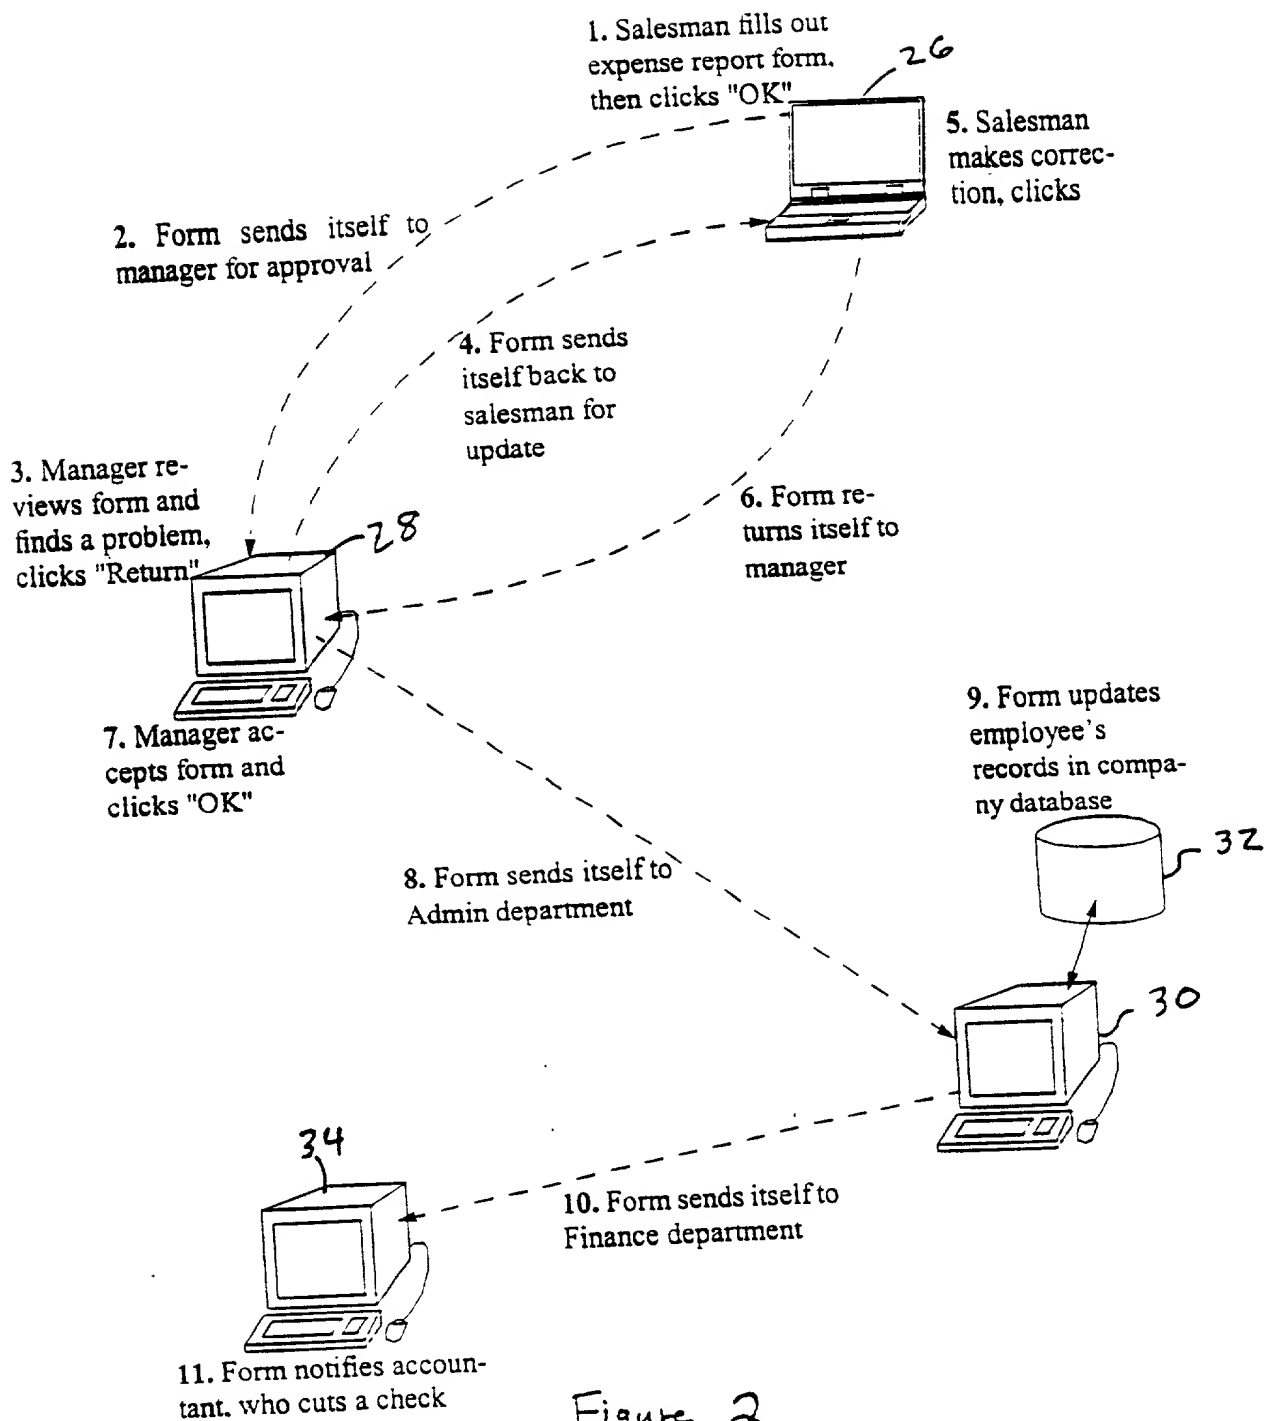 1. Salesman fills out
expense report form,
then clicks "OK"
26
5. Salesman
makes correc-
tion, clicks
2. Form sends itself to
manager for approval
4. Form sends
itself back to
salesman for
update
3. Manager re-
views form and
finds a problem,
clicks "Return"
28
6. Form re-
turns itself to
manager
7. Manager ac-
cepts form and
clicks "OK"
9. Form updates
employee's
records in compa-
ny database
32
8. Form sends itself to
Admin department
30
34
10. Form sends itself to
Finance department
11. Form notifies accoun-
tant, who cuts a check
Figure 2